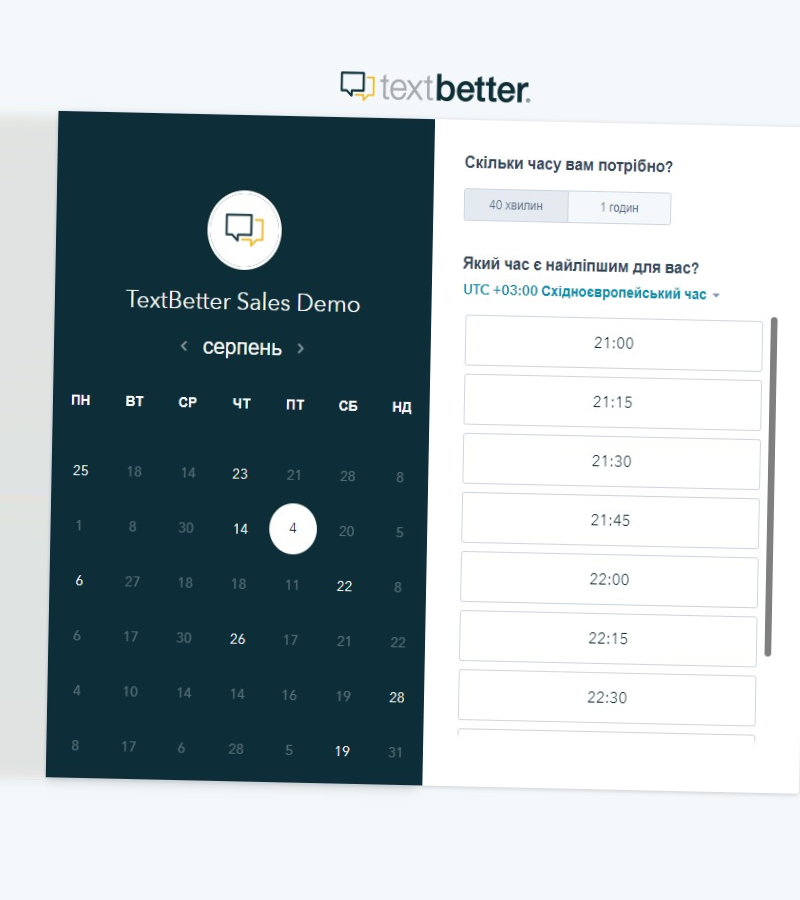 textbetter.
TextBetter Sales Demo
серпень
ПН ВТ СР ЧТ ПТ СБ НД
25 18 14 23 21 28 8
1 8 30 14 4 20 5
6 27 18 18 11 22 8
6 17 30 26 17 21 22
4 10 14 14 16 19 28
8 17 6 28 5 19 31
Скільки часу вам потрібно?
40 хвилин 1 годин
Який час є найліпшим для вас?
UTC +03:00 Східноєвропейський час
21:00
21:15
21:30
21:45
22:00
22:15
22:30